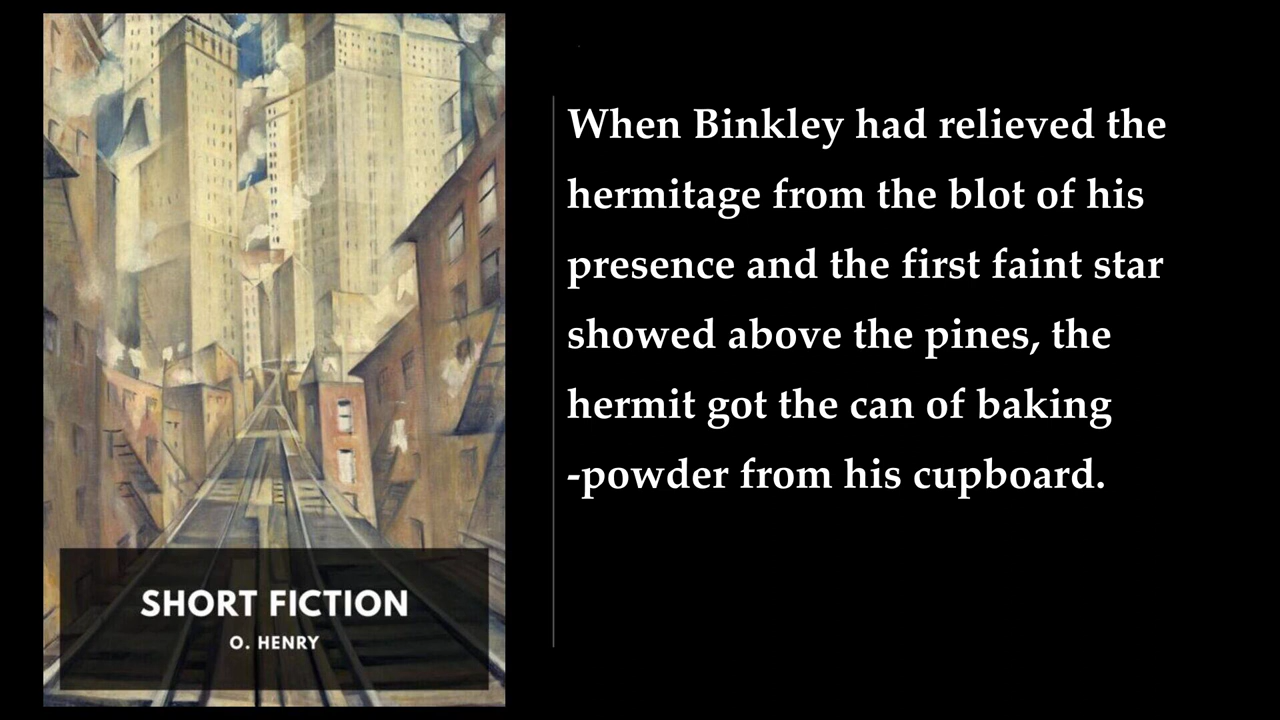 SHORT FICTION
O. HENRY
When Binkley had relieved the
hermitage from the blot of his
presence and the first faint star
showed above the pines, the
hermit got the can of baking
-powder from his cupboard.